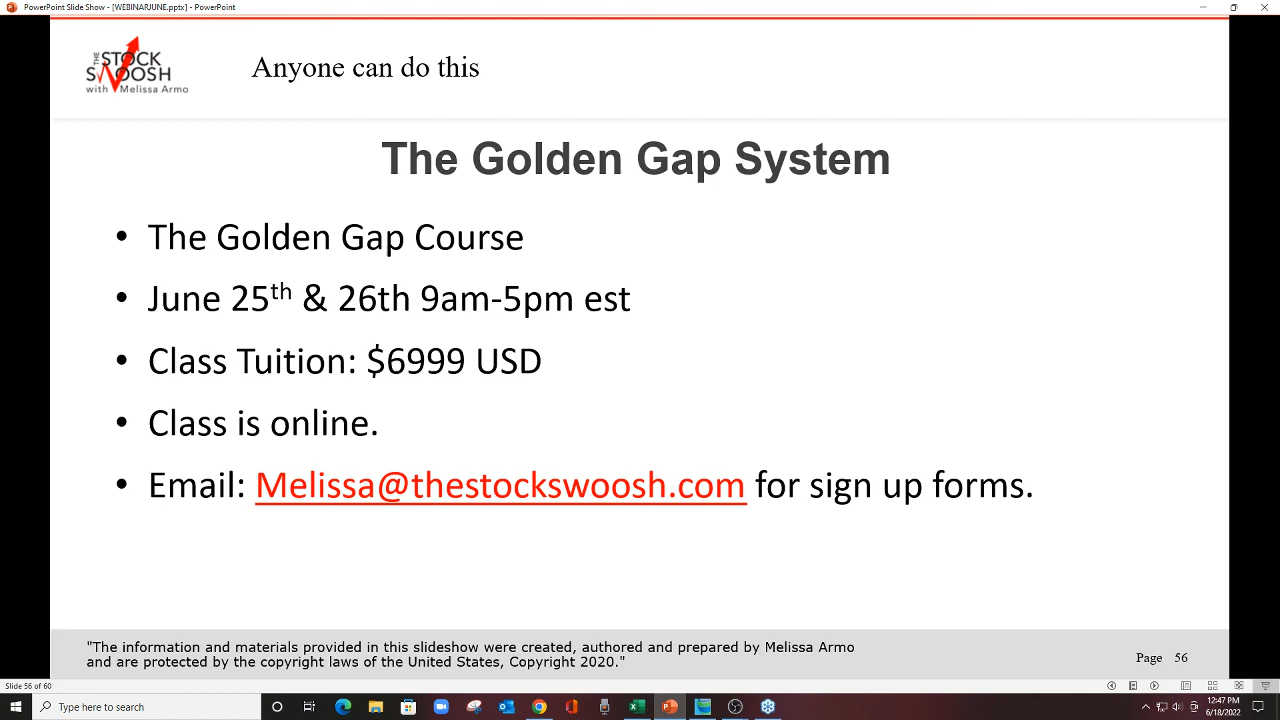 PowerPoint Slide Show - [WEBINARJUNE.pptx] - PowerPoint
THE STOCK
SWOOSH
with Melissa Armo
Anyone can do this
The Golden Gap System
• The Golden Gap Course
• June 25th & 26th 9am-5pm est
• Class Tuition: $6999 USD
• Class is online.
• Email: Melissa@thestockswoosh.com for sign up forms.
"The information and materials provided in this slideshow were created, authored and prepared by Melissa Armo
and are protected by the copyright laws of the United States, Copyright 2020."
Page 56
Slide 56 of 60
Type here to search
12:47 PM
6/18/2022